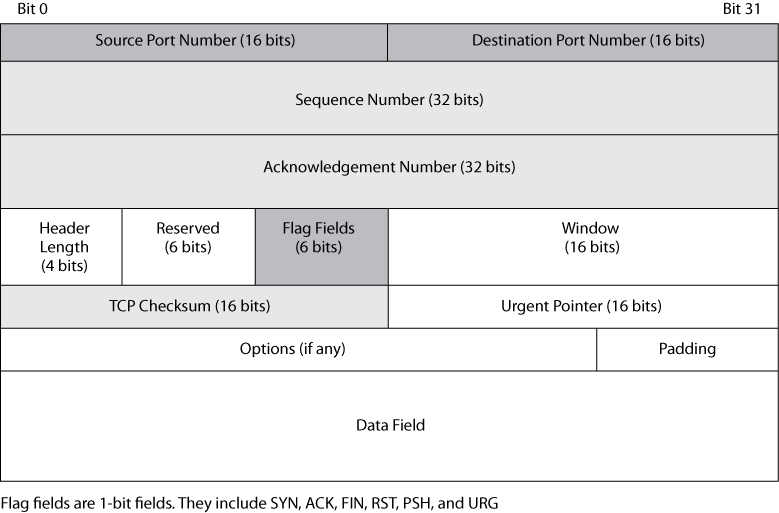 Bit 0 Bit 31
Source Port Number (16 bits) Destination Port Number (16 bits)
Sequence Number (32 bits)
Acknowledgement Number (32 bits)
Header
Length
(4 bits)
Reserved
(6 bits)
Flag Fields
(6 bits)
Window
(16 bits)
TCP Checksum (16 bits) Urgent Pointer (16 bits)
Options (if any) Padding
Data Field
Flag fields are 1-bit fields. They include SYN, ACK, FIN, RST, PSH, and URG